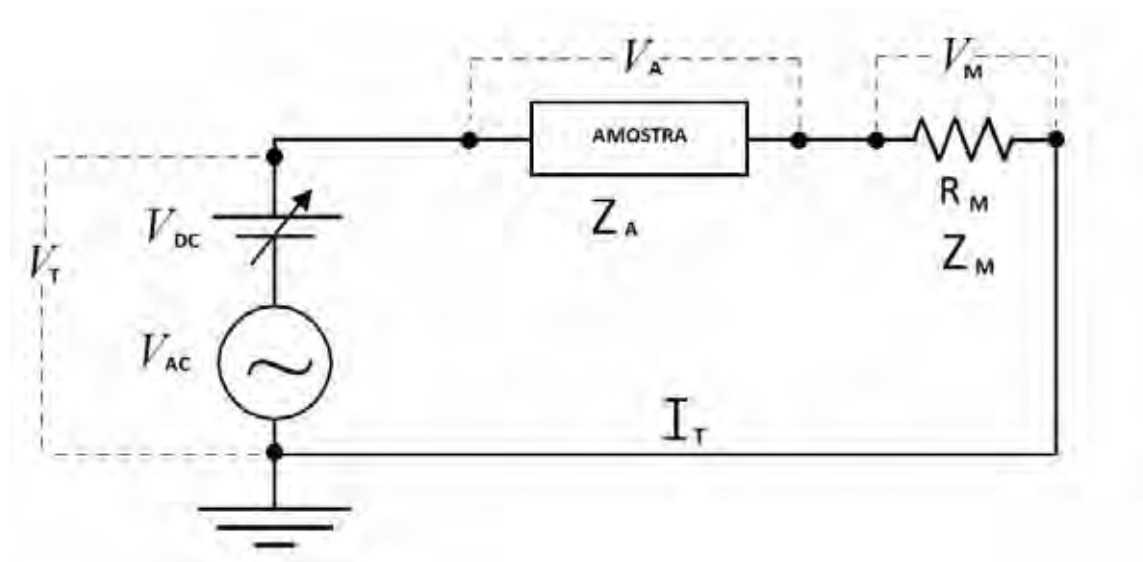 V_A
V_M
AMOSTRA
Z_A
R_M
Z_M
V_DC
V_T
V_AC
I_T